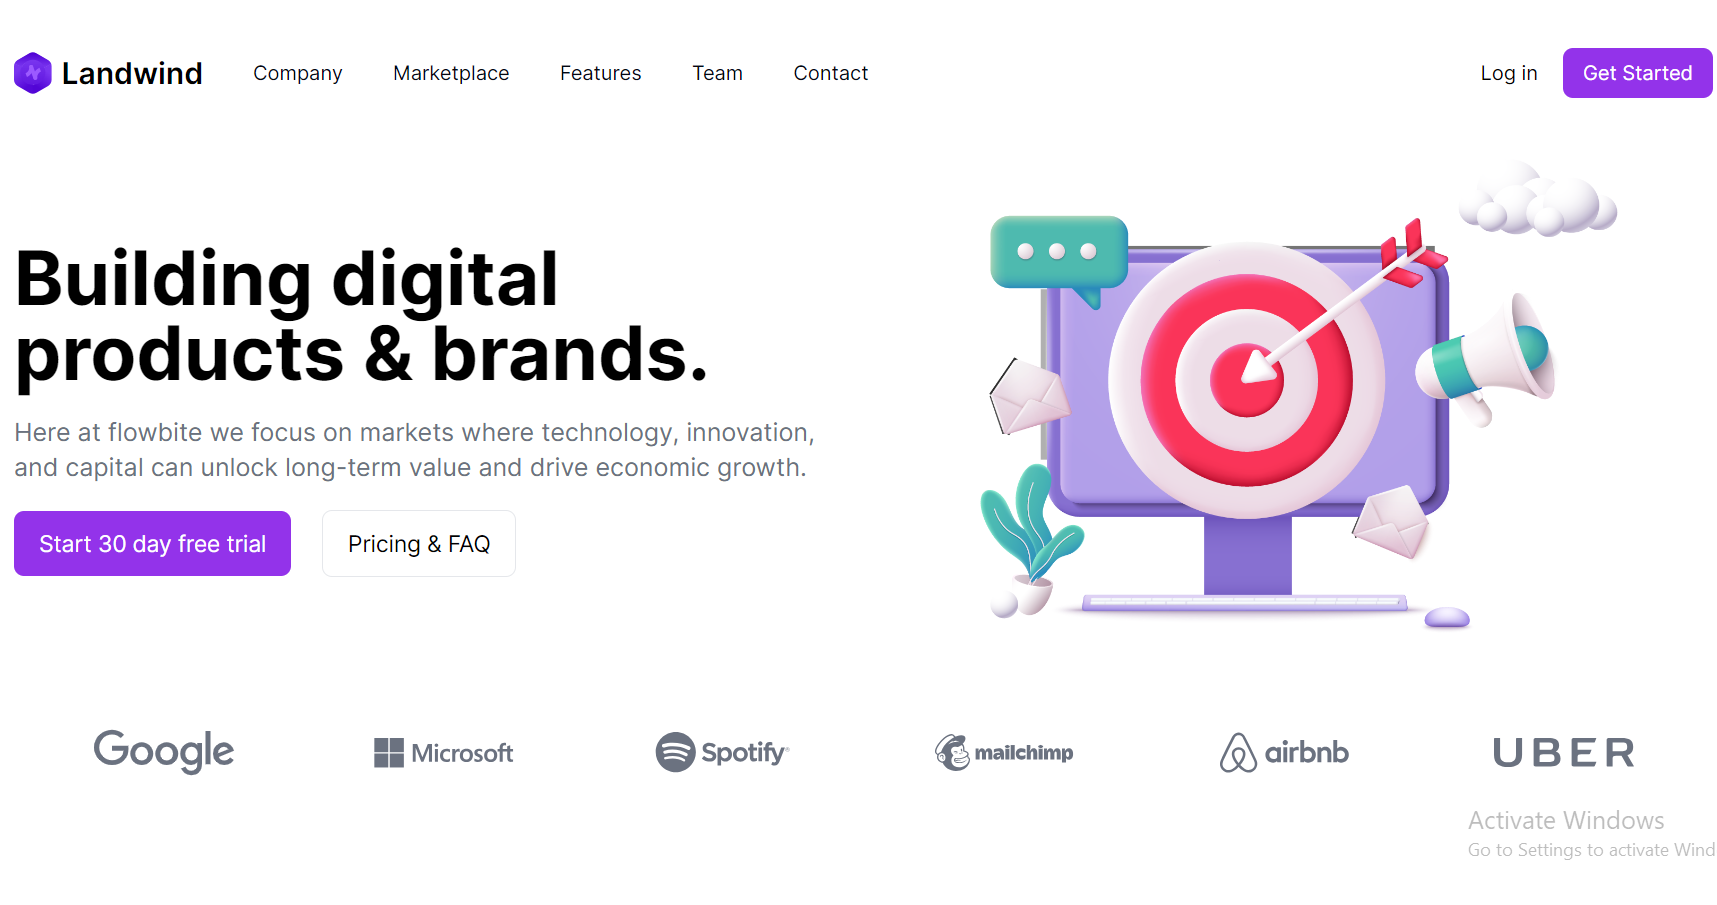 Landwind Company Marketplace Features Team Contact Log in Get Started
Building digital
products & brands.
Here at flowbite we focus on markets where technology, innovation,
and capital can unlock long-term value and drive economic growth.
Start 30 day free trial Pricing & FAQ
Google Microsoft Spotify® mailchimp airbnb UBER
Activate Windows
Go to Settings to activate Wind